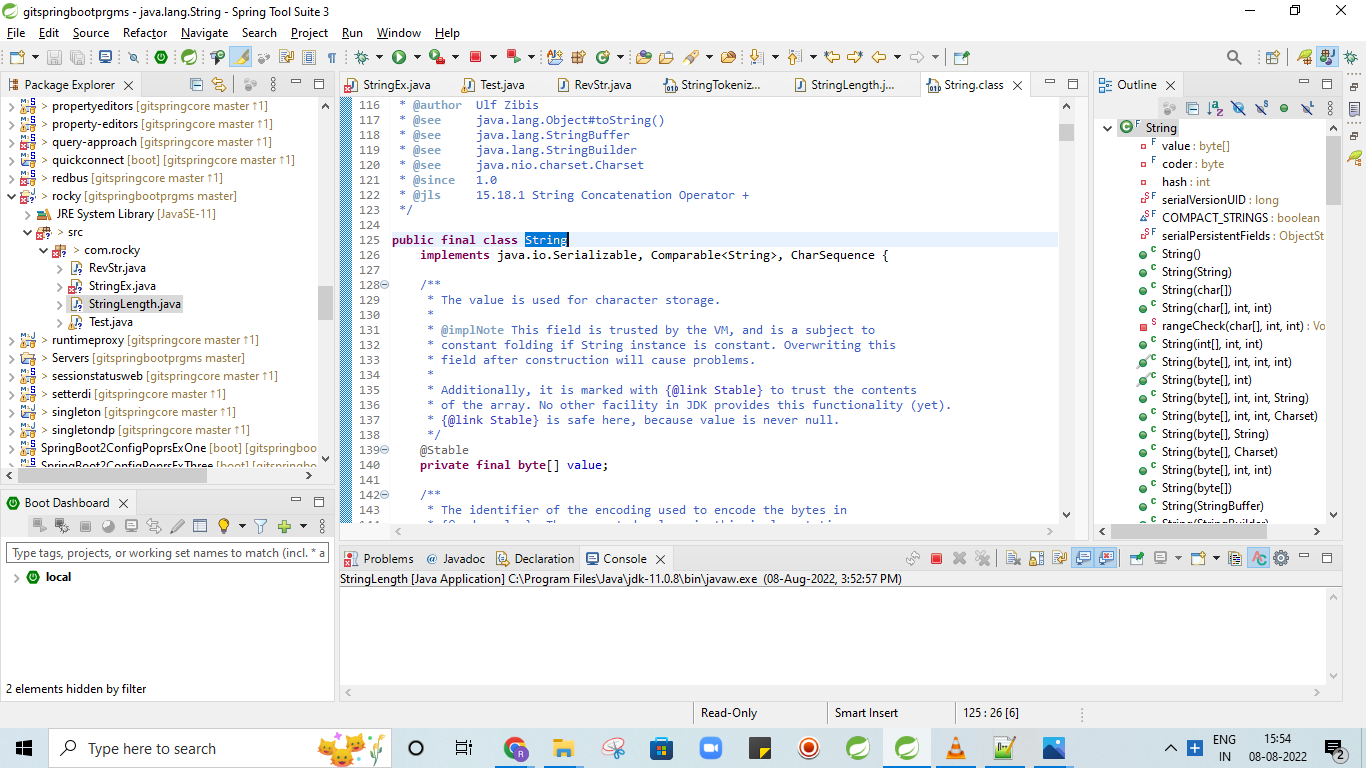 gitspringbootprgms - java.lang.String - Spring Tool Suite 3
File Edit Source Refactor Navigate Search Project Run Window Help
Package Explorer
> propertyeditors [gitspringcore master ↑1]
> property-editors [gitspringcore master ↑1]
> query-approach [gitspringcore master ↑1]
> quickconnect [boot] [gitspringcore master ↑1]
> redbus [gitspringcore master ↑1]
> rocky [gitspringbootprgms master]
JRE System Library [JavaSE-11]
> src
> com.rocky
> RevStr.java
> StringEx.java
> StringLength.java
> Test.java
> runtimeproxy [gitspringcore master ↑1]
> Servers [gitspringbootprgms master]
> sessionstatusweb [gitspringcore master ↑1]
> setterdi [gitspringcore master ↑1]
> singleton [gitspringcore master ↑1]
> singletondp [gitspringcore master ↑1]
SpringBoot2ConfigPoprsExOne [boot] [gitspringboo
SpringBoot2ConfigPoprsExThree [boot] [gitspringbo
Boot Dashboard
Type tags, projects, or working set names to match (incl. * a
local
2 elements hidden by filter
StringEx.java Test.java RevStr.java StringTokeniz... StringLength.j... String.class
116 * @author Ulf Zibis
117 * @see java.lang.Object#toString()
118 * @see java.lang.StringBuffer
119 * @see java.lang.StringBuilder
120 * @see java.nio.charset.Charset
121 * @since 1.0
122 * @jls 15.18.1 String Concatenation Operator +
123 */
124
125 public final class String
126 implements java.io.Serializable, Comparable<String>, CharSequence {
127
128 /**
129 * The value is used for character storage.
130 *
131 * @implNote This field is trusted by the VM, and is a subject to
132 * constant folding if String instance is constant. Overwriting this
133 * field after construction will cause problems.
134 *
135 * Additionally, it is marked with {@link Stable} to trust the contents
136 * of the array. No other facility in JDK provides this functionality (yet).
137 * {@link Stable} is safe here, because value is never null.
138 */
139 @Stable
140 private final byte[] value;
141
142 /**
143 * The identifier of the encoding used to encode the bytes in
Outline
String
value : byte[]
coder : byte
hash : int
serialVersionUID : long
COMPACT_STRINGS : boolean
serialPersistentFields : ObjectSt
String()
String(String)
String(char[])
String(char[], int, int)
rangeCheck(char[], int, int) : Vo
String(int[], int, int)
String(byte[], int, int, int)
String(byte[], int)
String(byte[], int, int, String)
String(byte[], int, int, Charset)
String(byte[], String)
String(byte[], Charset)
String(byte[], int, int)
String(byte[])
String(StringBuffer)
String(StringBuilder)
Problems @ Javadoc Declaration Console
StringLength [Java Application] C:\Program Files\Java\jdk-11.0.8\bin\javaw.exe (08-Aug-2022, 3:52:57 PM)
Read-Only Smart Insert 125 : 26 [6]
Type here to search
ENG
IN
15:54
08-08-2022
2